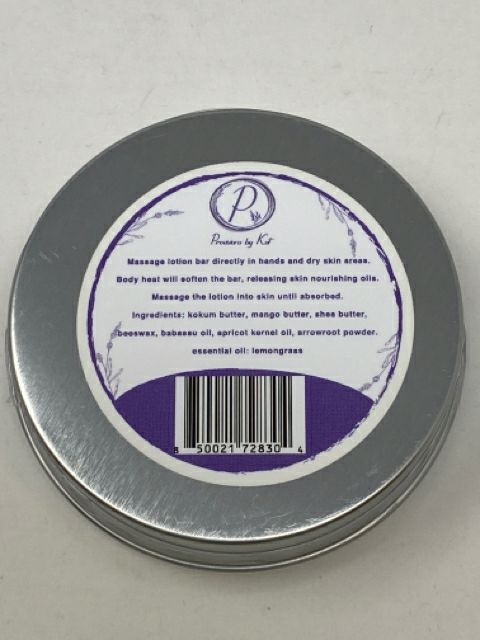 P
Massage lotion bar directly in hands and dry skin areas.
Body heat will soften the bar, releasing skin nourishing oils.
Massage the lotion into skin until absorbed.
Ingredients: kokum butter, mango butter, shea butter,
beeswax, babassu oil, apricot kernel oil, arrowroot powder.
essential oil: lemongrass
8 50021 72830 4